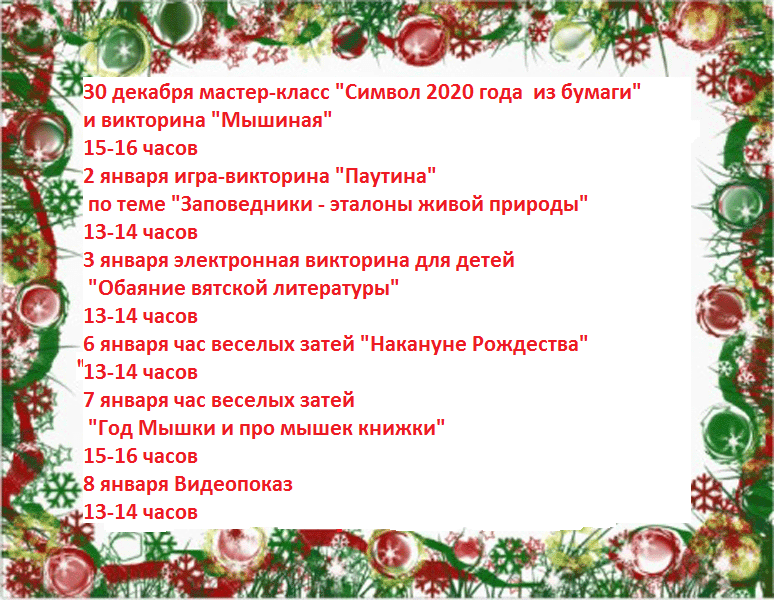 30 декабря мастер-класс "Символ 2020 года  из бумаги"
и викторина "Мышиная"
15-16 часов
2 января игра-викторина "Паутина"
по теме "Заповедники - эталоны живой природы"
13-14 часов
3 января электронная викторина для детей
"Обаяние вятской литературы"
13-14 часов
6 января час веселых затей "Накануне Рождества"
"13-14 часов
7 января час веселых затей
"Год Мышки и про мышек книжки"
15-16 часов
8 января Видеопоказ
13-14 часов